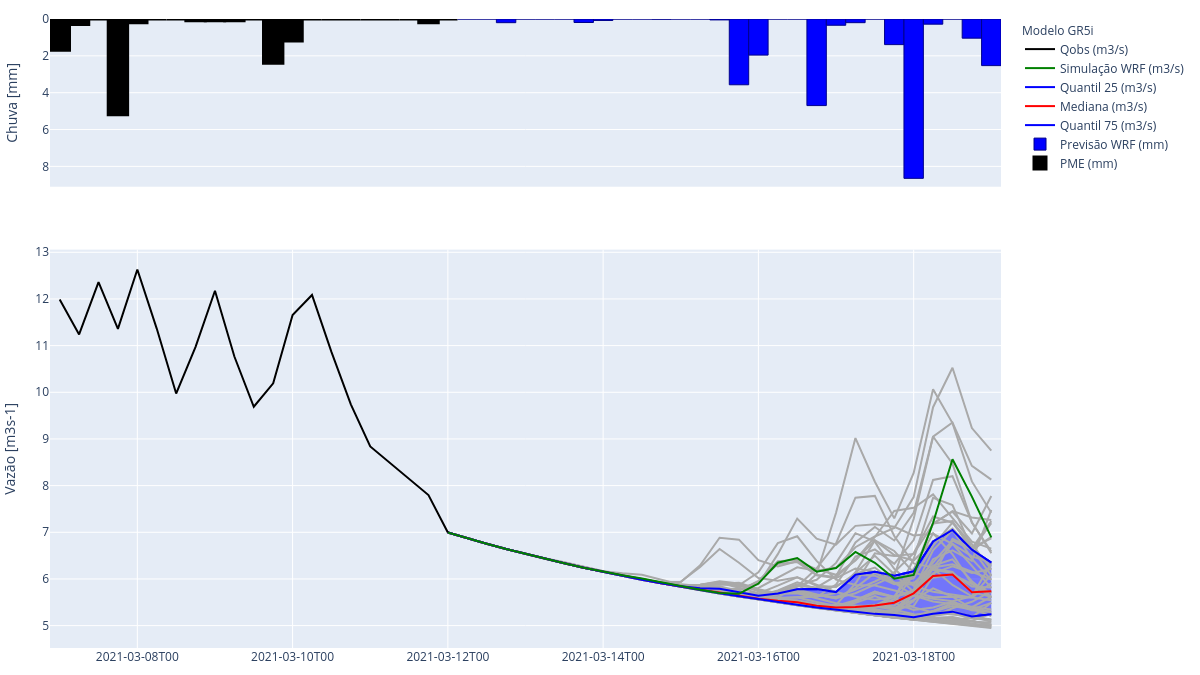 Chuva [mm]
0
2
4
6
8
Modelo GR5i
Qobs (m3/s)
Simulação WRF (m3/s)
Quantil 25 (m3/s)
Mediana (m3/s)
Quantil 75 (m3/s)
Previsão WRF (mm)
PME (mm)
Vazão [m3s-1]
13
12
11
10
9
8
7
6
5
2021-03-08T00
2021-03-10T00
2021-03-12T00
2021-03-14T00
2021-03-16T00
2021-03-18T00